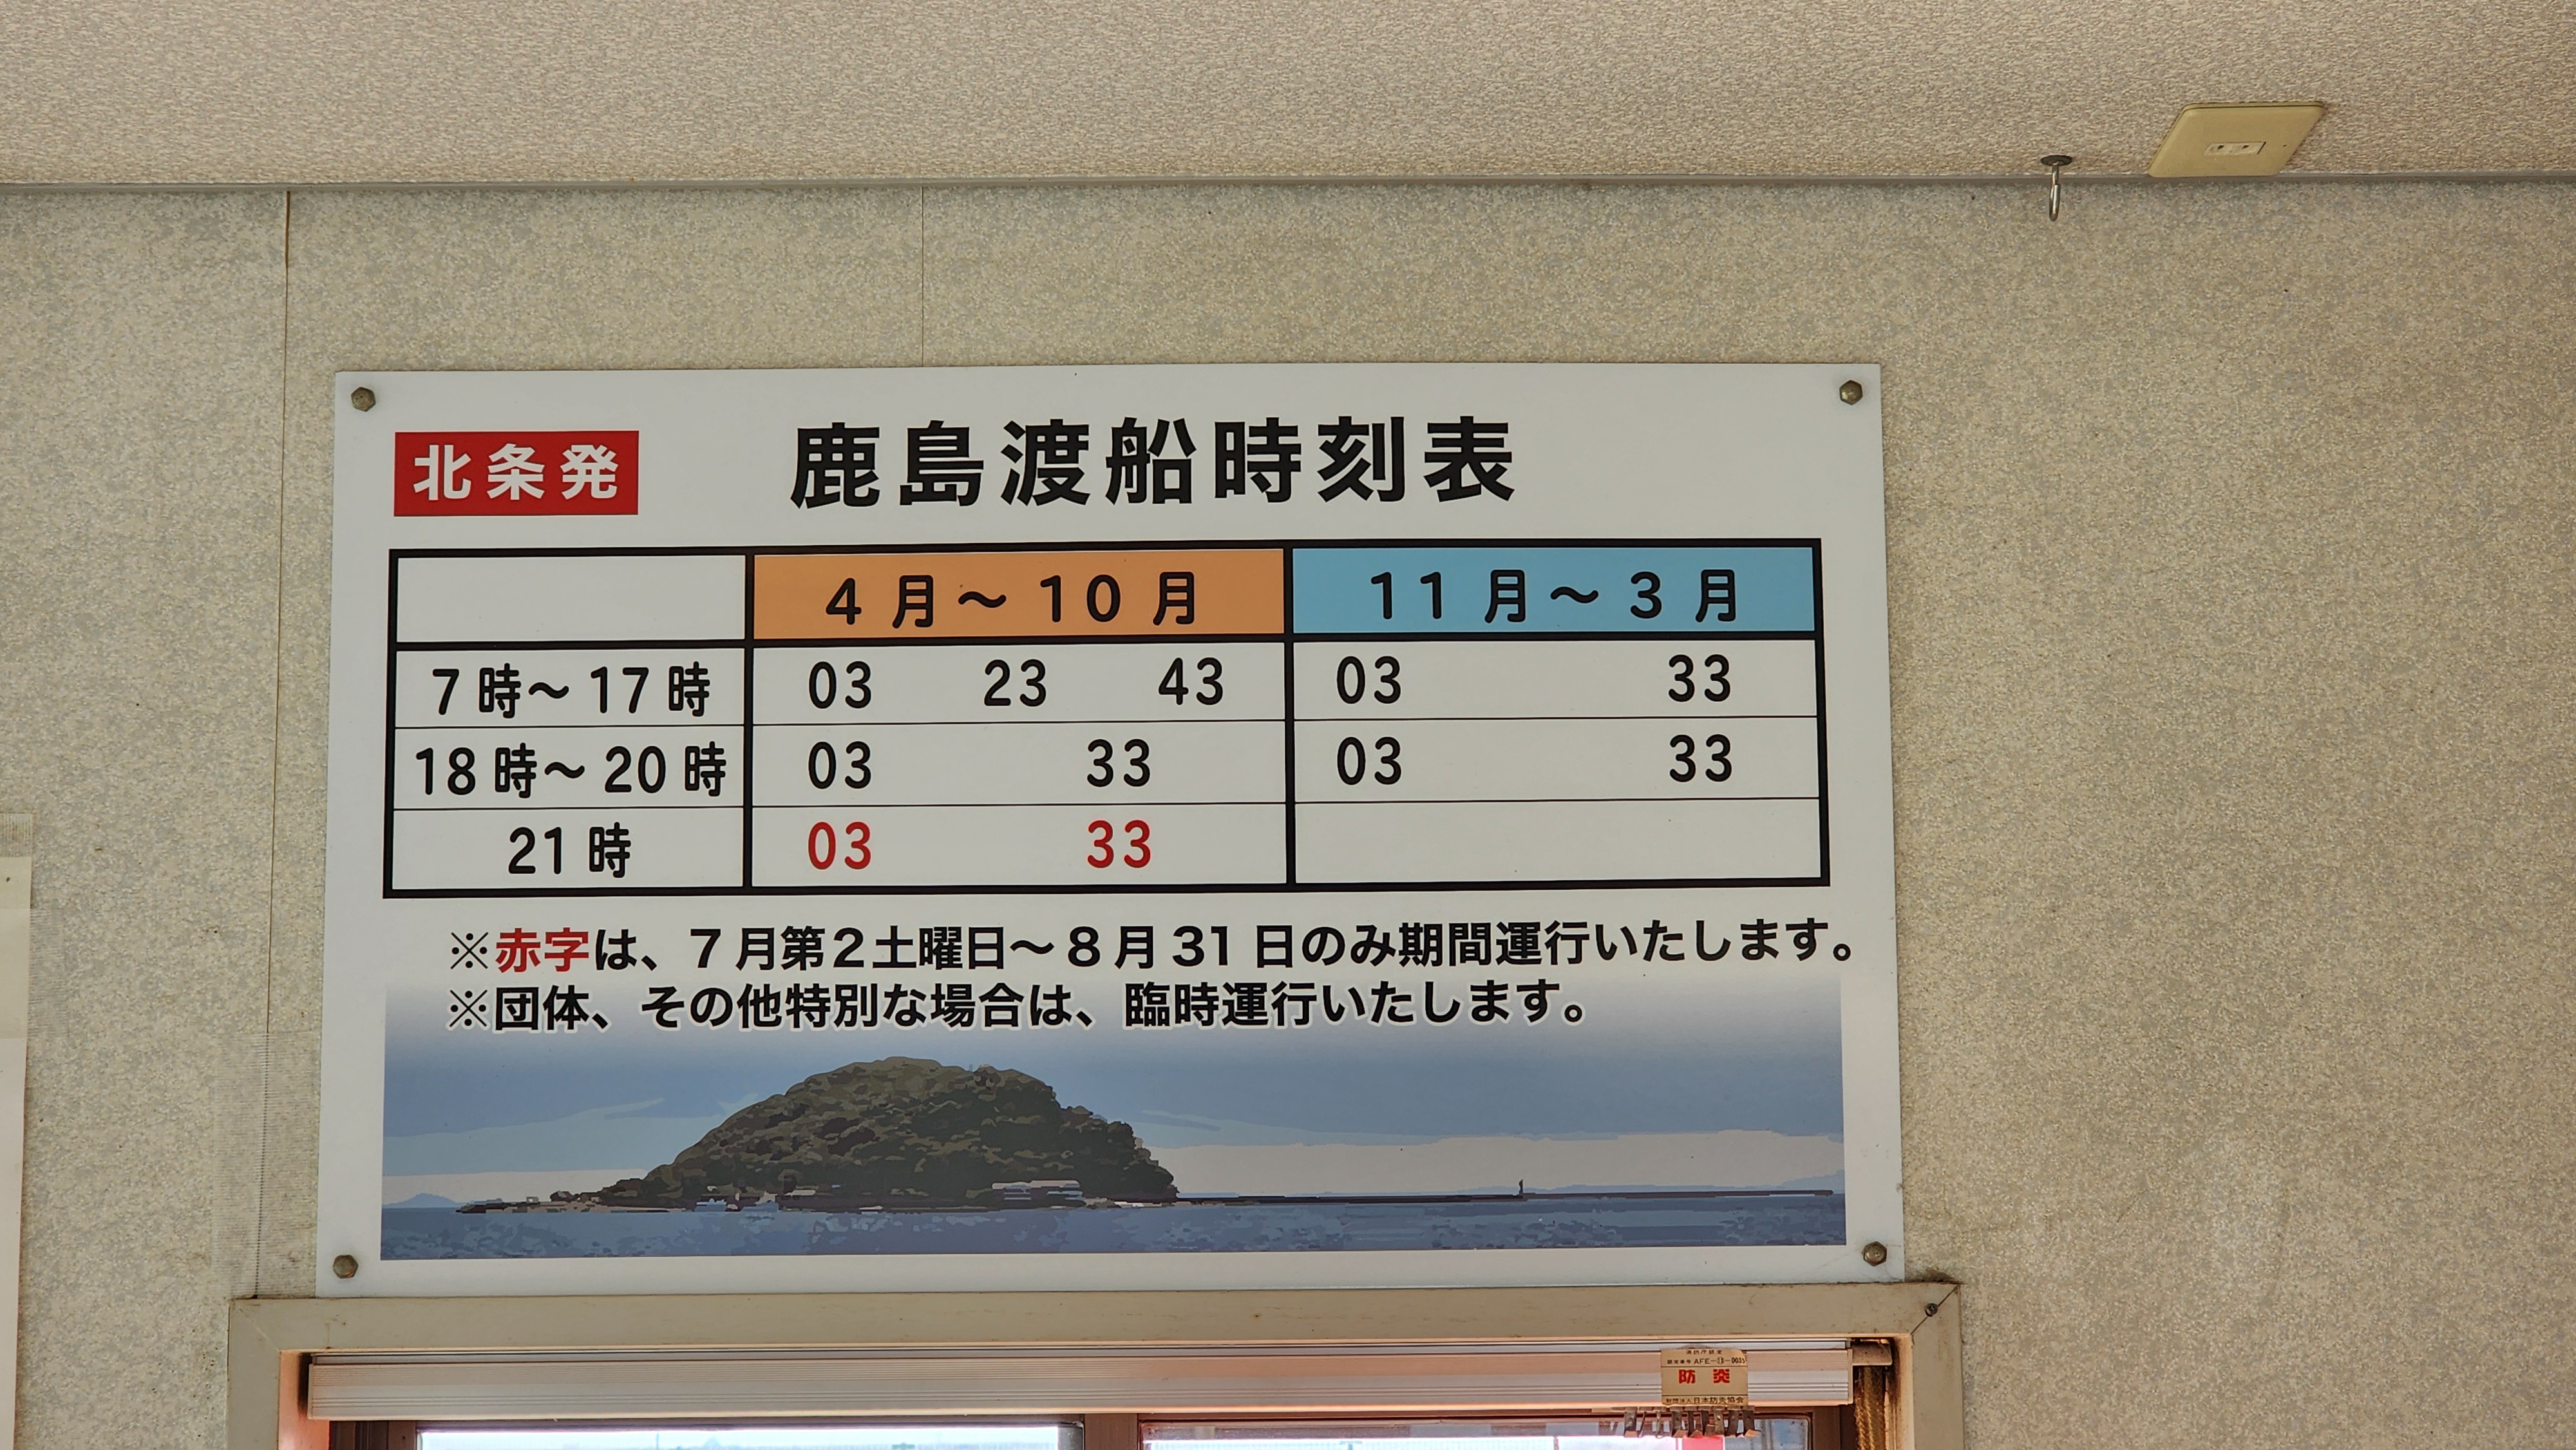 北条発 鹿島渡船時刻表
4月～10月 11月～3月
7時～17時 03 23 43 03 33
18時～20時 03 33 03 33
21時 03 33
※赤字は、7月第2土曜日～8月31日のみ期間運行いたします。
※団体、その他特別な場合は、臨時運行いたします。
防炎